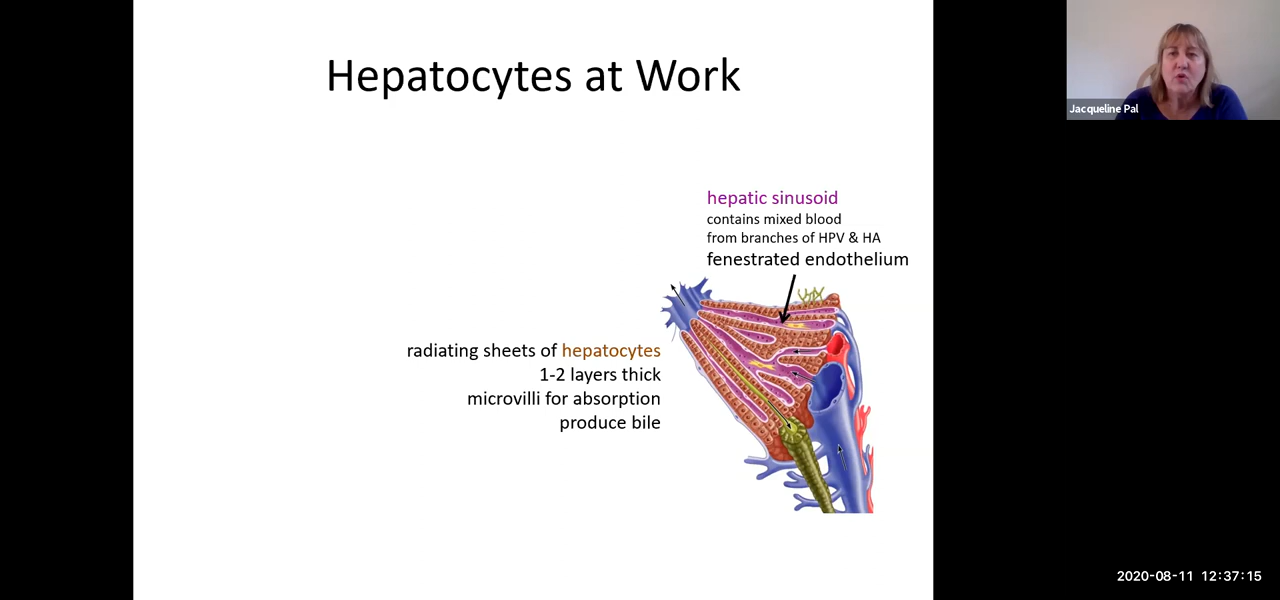 Hepatocytes at Work
Jacqueline Pal
hepatic sinusoid
contains mixed blood
from branches of HPV & HA
fenestrated endothelium
radiating sheets of hepatocytes
1-2 layers thick
microvilli for absorption
produce bile
2020-08-11 12:37:15